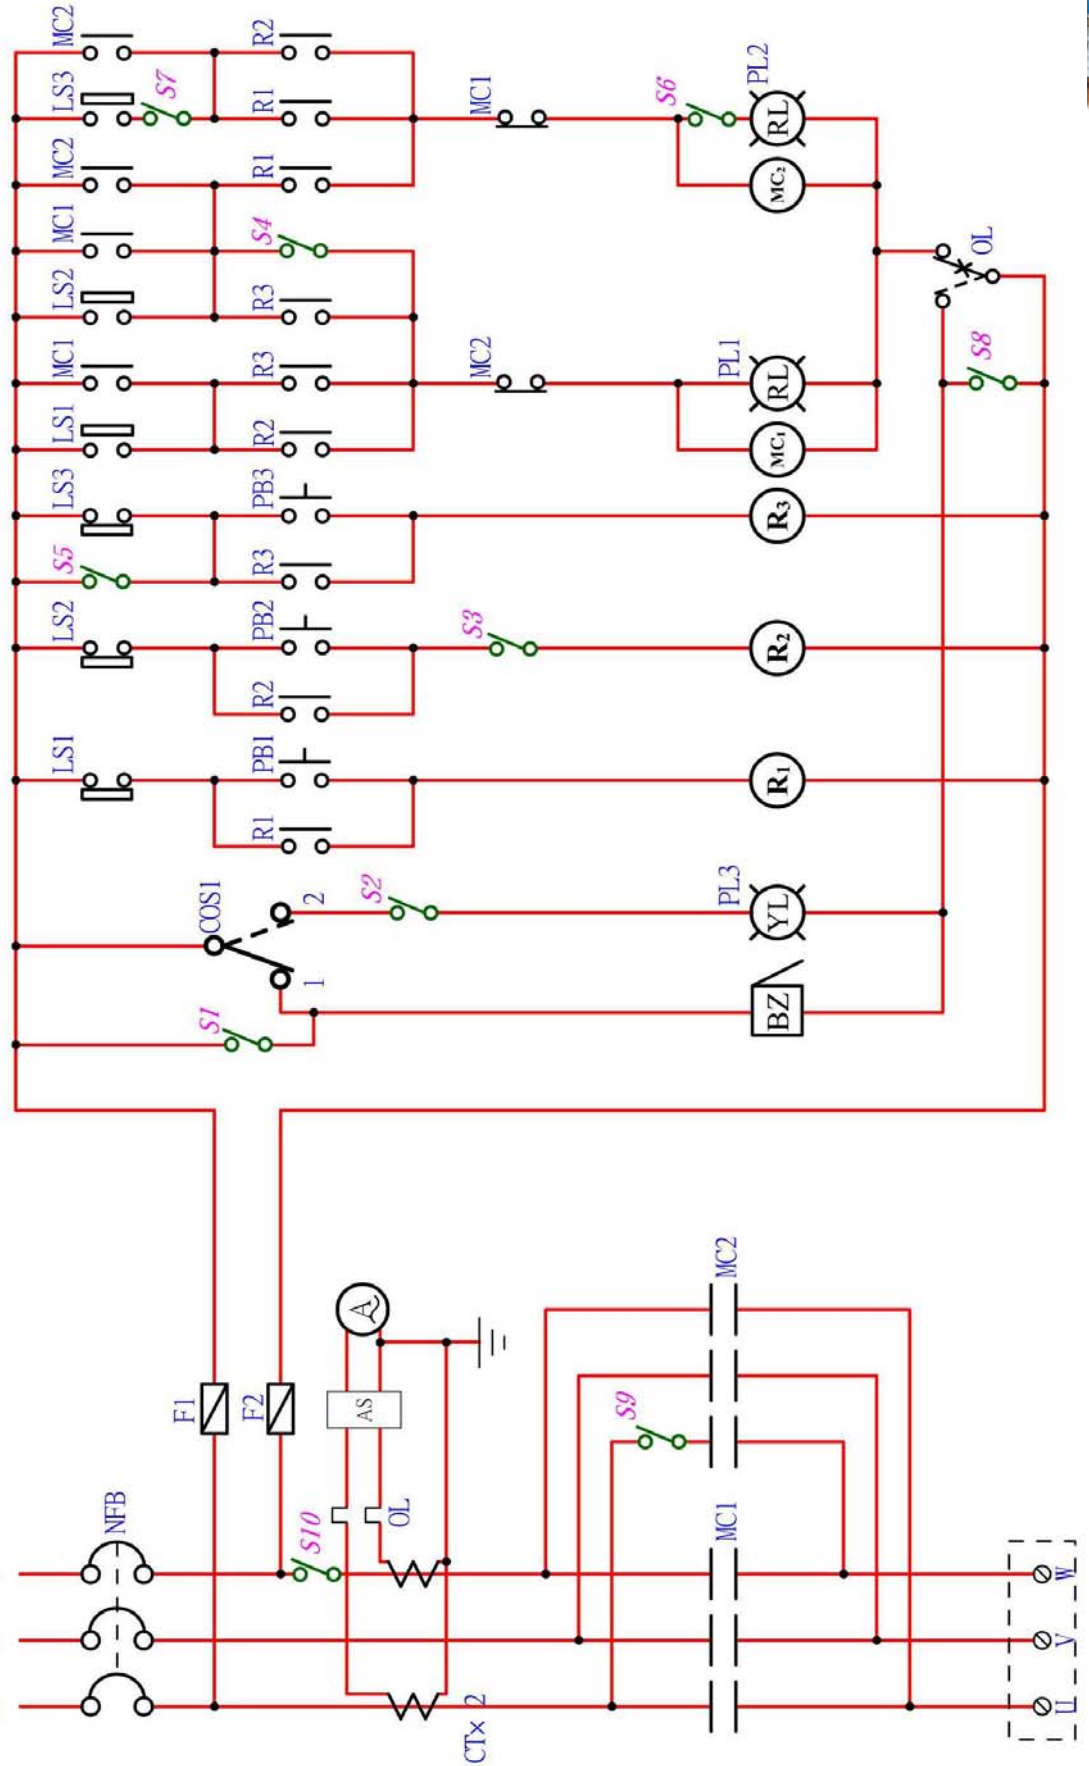 MC2
LS3
S7
MC2
MC1
LS2
MC1
LS1
LS3
S5
LS2
LS1
COS1
S1
R2
R1
R1
S4
R3
R3
R2
PB3
R3
PB2
R2
PB1
R1
2
1
S2
MC1
MC2
S3
S6
PL2
RL
MC₂
PL1
RL
MC₁
R₃
R₂
R₁
PL3
YL
BZ
OL
S8
F1
F2
NFB
S10
OL
AS
A
CT× 2
S9
MC2
MC1
U
V
W